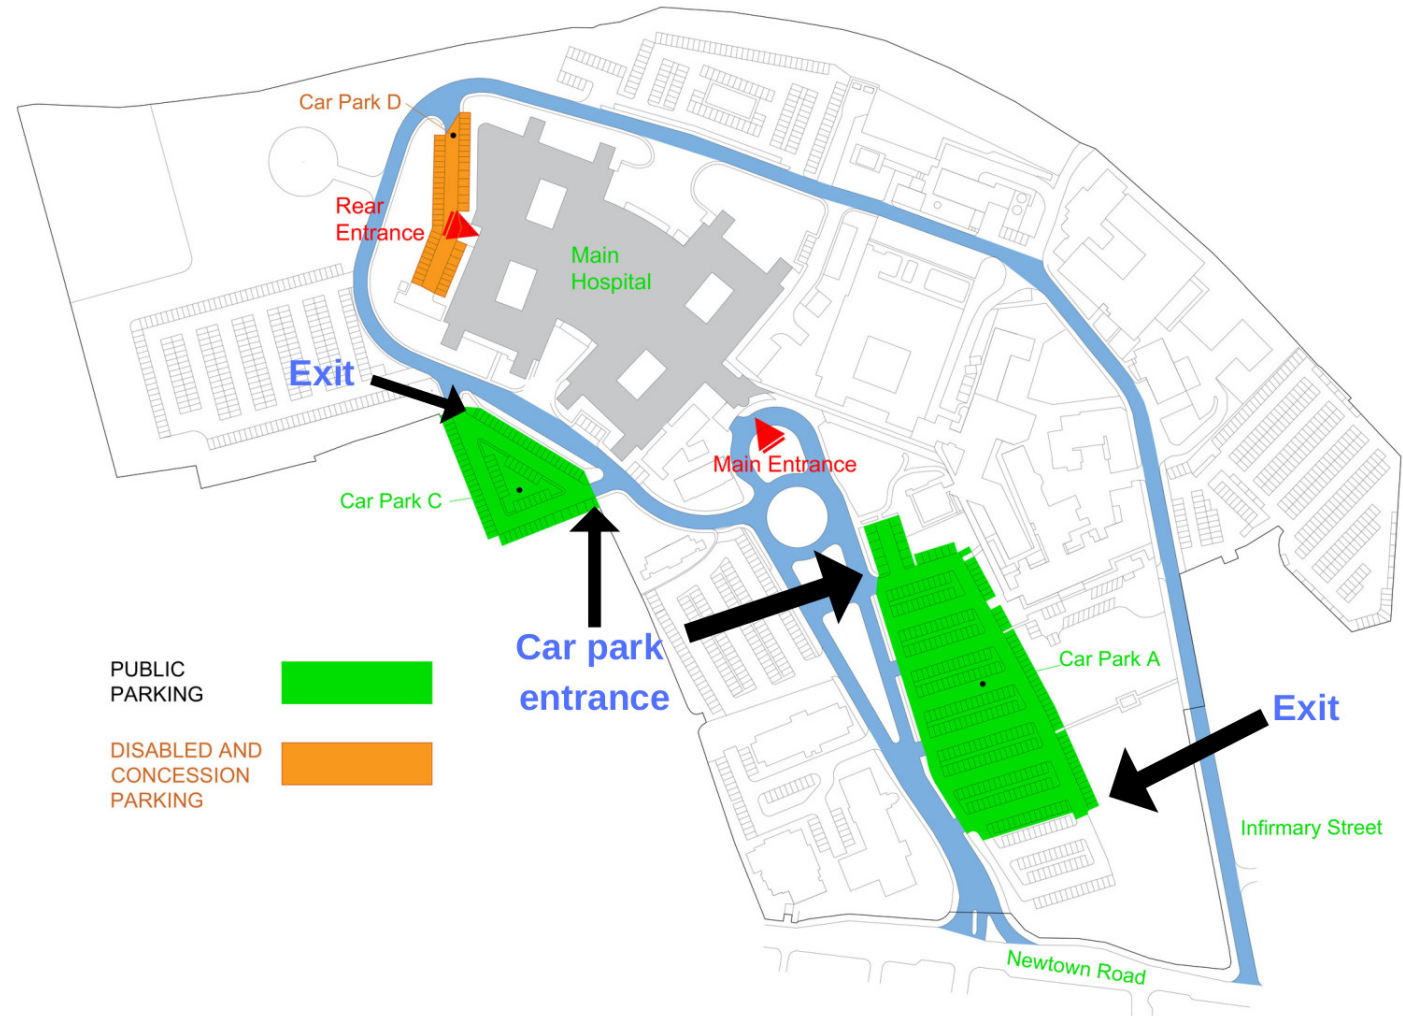 Car Park D
Rear
Entrance
Main
Hospital
Exit
Main Entrance
Car Park C
Car park
entrance
Car Park A
PUBLIC
PARKING
Exit
DISABLED AND
CONCESSION
PARKING
Infirmary Street
Newtown Road